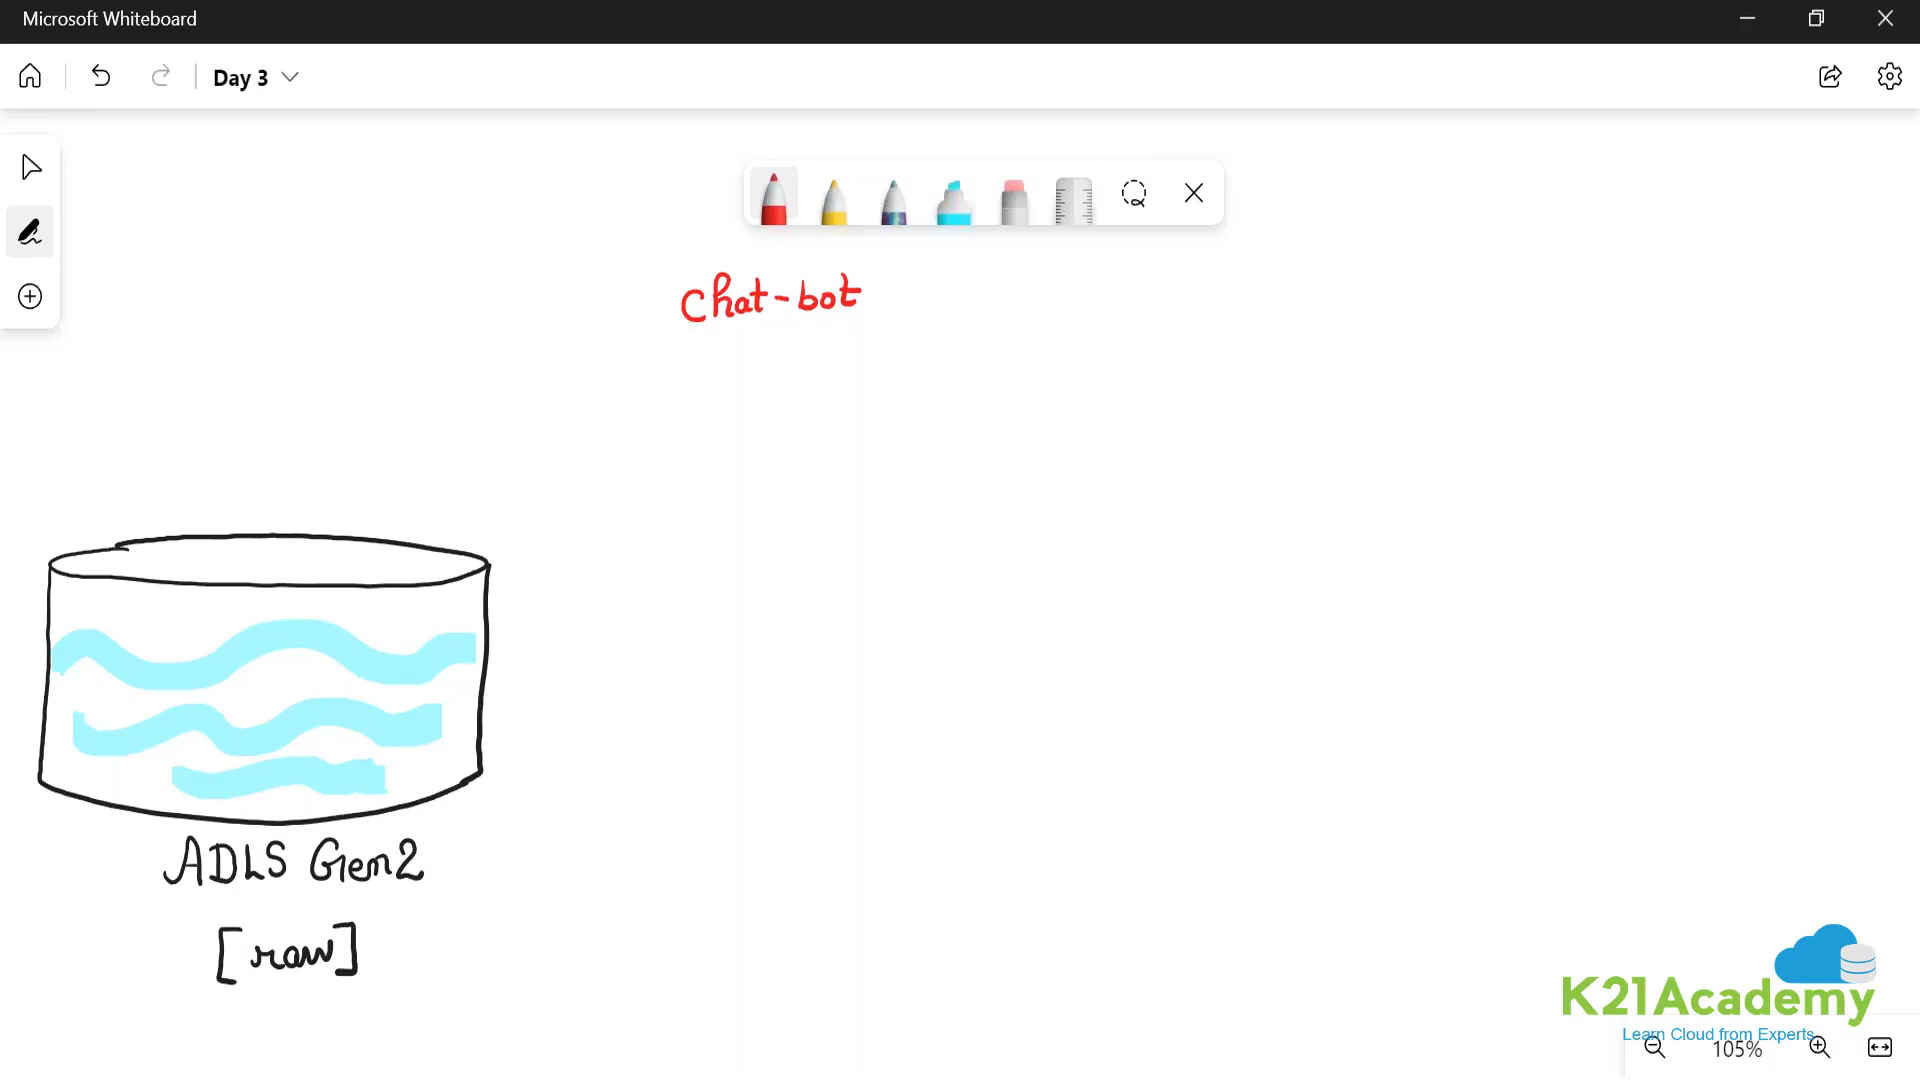 Microsoft Whiteboard
Day 3
Chat-bot
ADLS Gen2
[raw]
K21Academy
Learn Cloud from Experts
105%